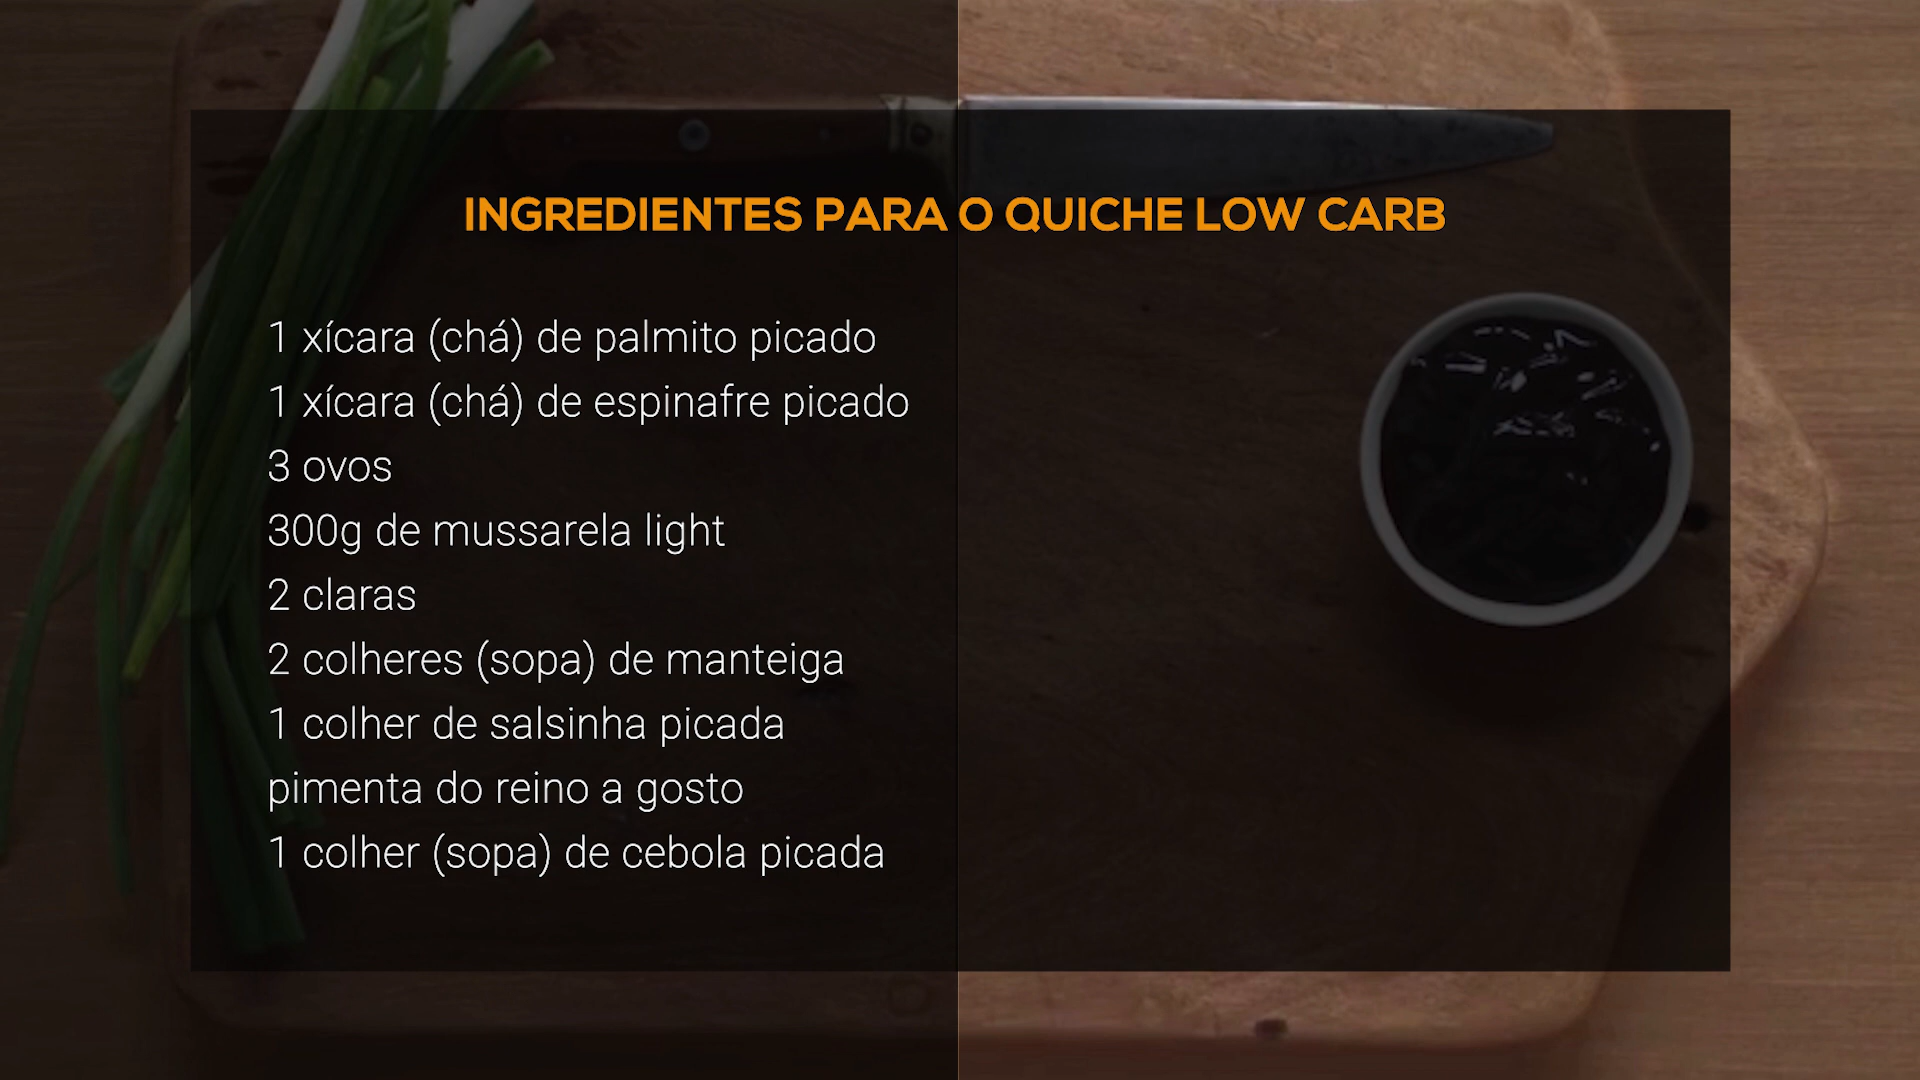 INGREDIENTES PARA O QUICHE LOW CARB
1 xícara (chá) de palmito picado
1 xícara (chá) de espinafre picado
3 ovos
300g de mussarela light
2 claras
2 colheres (sopa) de manteiga
1 colher de salsinha picada
pimenta do reino a gosto
1 colher (sopa) de cebola picada